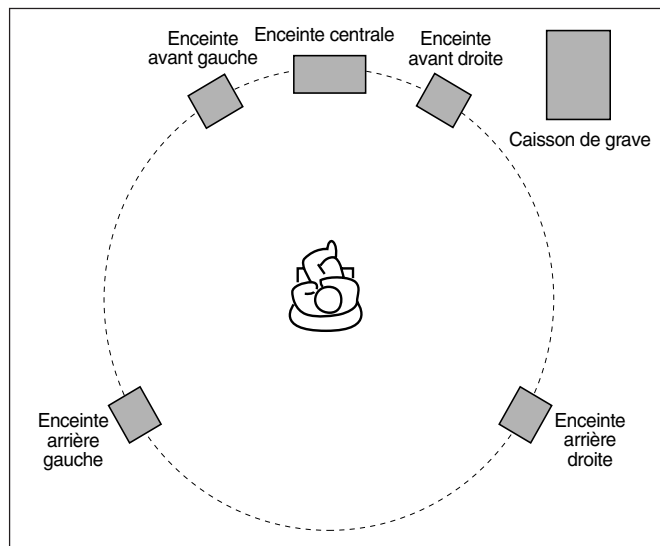 Enceinte
avant gauche
Enceinte centrale
Enceinte
avant droite
Caisson de grave
Enceinte
arrière
gauche
Enceinte
arrière
droite